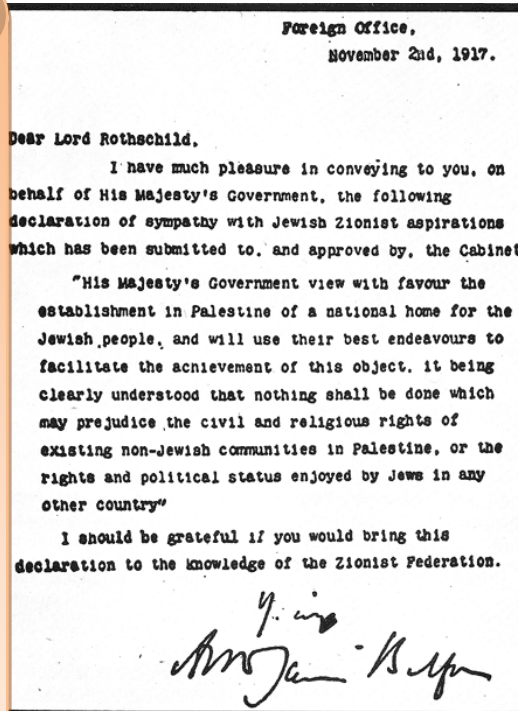 Foreign Office,
November 2nd, 1917.
Dear Lord Rothschild,
I have much pleasure in conveying to you, on
behalf of His Majesty's Government, the following
declaration of sympathy with Jewish Zionist aspirations
which has been submitted to, and approved by, the Cabinet
"His Majesty's Government view with favour the
establishment in Palestine of a national home for the
Jewish people, and will use their best endeavours to
facilitate the achievement of this object, it being
clearly understood that nothing shall be done which
may prejudice the civil and religious rights of
existing non-Jewish communities in Palestine, or the
rights and political status enjoyed by Jews in any
other country"
I should be grateful if you would bring this
declaration to the knowledge of the Zionist Federation.
Balfour